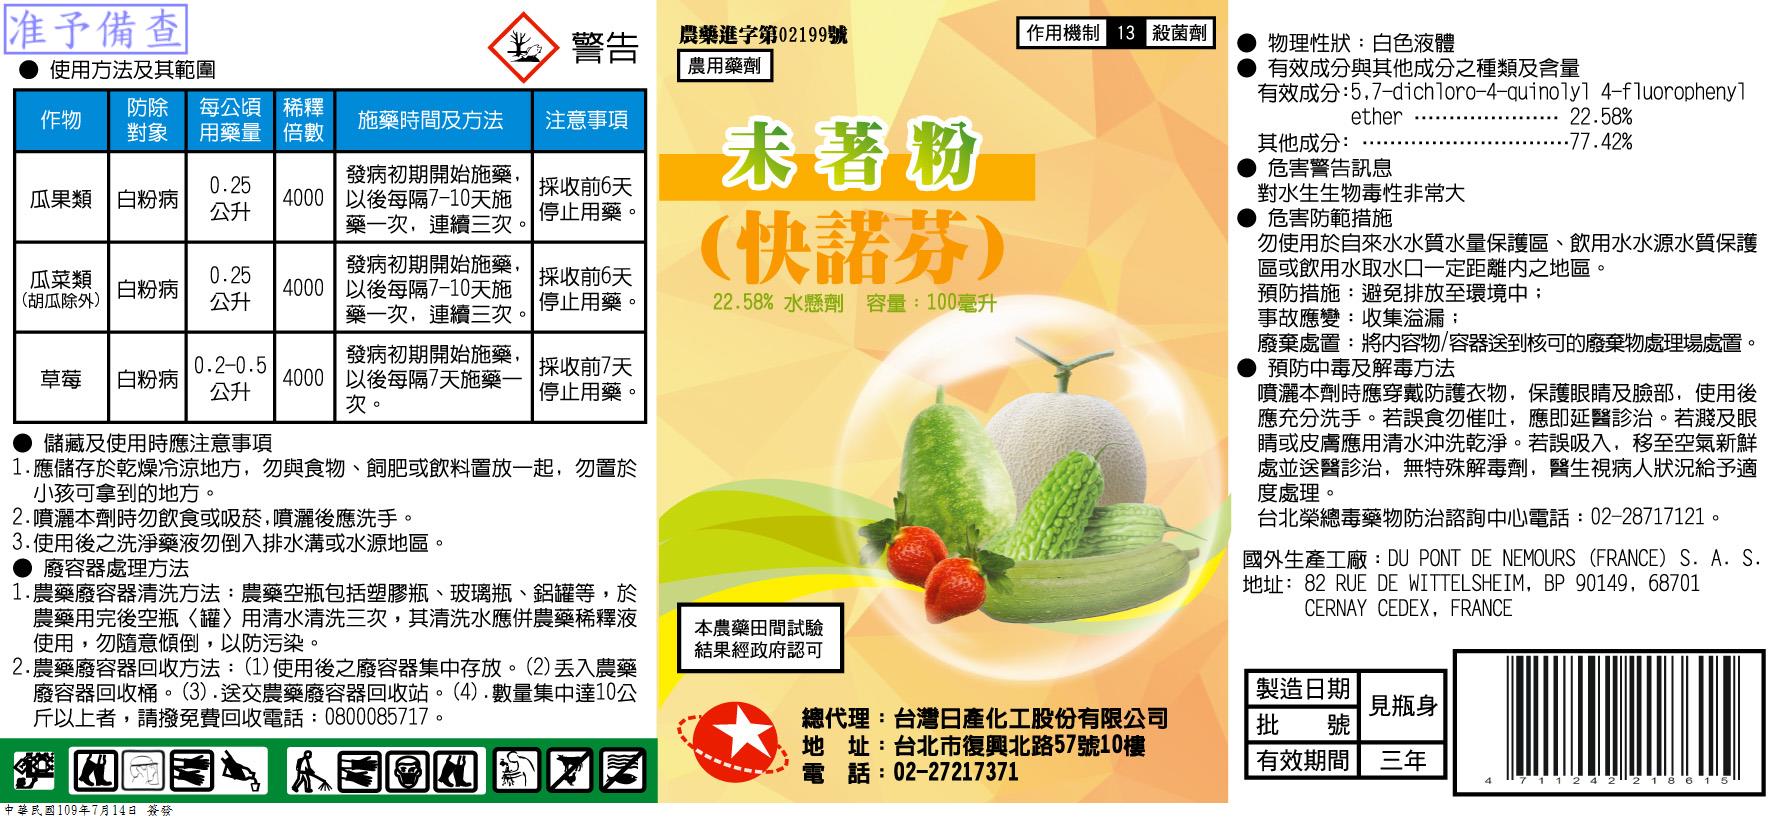 准予備查
警告
● 使用方法及其範圍
作物 防除對象 每公頃用藥量 稀釋倍數 施藥時間及方法 注意事項
瓜果類 白粉病 0.25公升 4000 發病初期開始施藥，以後每隔7-10天施藥一次，連續三次。 採收前6天停止用藥。
瓜菜類(胡瓜除外) 白粉病 0.25公升 4000 發病初期開始施藥，以後每隔7-10天施藥一次，連續三次。 採收前6天停止用藥。
草莓 白粉病 0.2-0.5公升 4000 發病初期開始施藥，以後每隔7天施藥一次。 採收前7天停止用藥。
● 儲藏及使用時應注意事項
1.應儲存於乾燥冷涼地方，勿與食物、飼肥或飲料置放一起，勿置於
小孩可拿到的地方。
2.噴灑本劑時勿飲食或吸菸,噴灑後應洗手。
3.使用後之洗淨藥液勿倒入排水溝或水源地區。
● 廢容器處理方法
1.農藥廢容器清洗方法：農藥空瓶包括塑膠瓶、玻璃瓶、鋁罐等，於
農藥用完後空瓶〈罐〉用清水清洗三次，其清洗水應併農藥稀釋液
使用，勿隨意傾倒，以防污染。
2.農藥廢容器回收方法：(1)使用後之廢容器集中存放。(2)丟入農藥
廢容器回收桶。(3).送交農藥廢容器回收站。(4).數量集中達10公
斤以上者，請撥免費回收電話：0800085717。
中華民國109年7月14日 簽發
農藥進字第02199號
農用藥劑
作用機制 13 殺菌劑
未著粉
(快諾芬)
22.58% 水懸劑 容量：100毫升
本農藥田間試驗
結果經政府認可
總代理：台灣日產化工股份有限公司
地 址：台北市復興北路57號10樓
電 話：02-27217371
● 物理性狀：白色液體
● 有效成分與其他成分之種類及含量
有效成分:5,7-dichloro-4-quinolyl 4-fluorophenyl
ether ····················· 22.58%
其他成分: ······························77.42%
● 危害警告訊息
對水生生物毒性非常大
● 危害防範措施
勿使用於自來水水質水量保護區、飲用水水源水質保護
區或飲用水取水口一定距離內之地區。
預防措施：避免排放至環境中；
事故應變：收集溢漏；
廢棄處置：將內容物/容器送到核可的廢棄物處理場處置。
● 預防中毒及解毒方法
噴灑本劑時應穿戴防護衣物，保護眼睛及臉部，使用後
應充分洗手。若誤食勿催吐，應即延醫診治。若濺及眼
睛或皮膚應用清水沖洗乾淨。若誤吸入，移至空氣新鮮
處並送醫診治，無特殊解毒劑，醫生視病人狀況給予適
度處理。
台北榮總毒藥物防治諮詢中心電話：02-28717121。
國外生產工廠：DU PONT DE NEMOURS (FRANCE) S. A. S.
地址: 82 RUE DE WITTELSHEIM, BP 90149, 68701
CERNAY CEDEX, FRANCE
製造日期 見瓶身
批 號
有效期間 三年
4711242218615